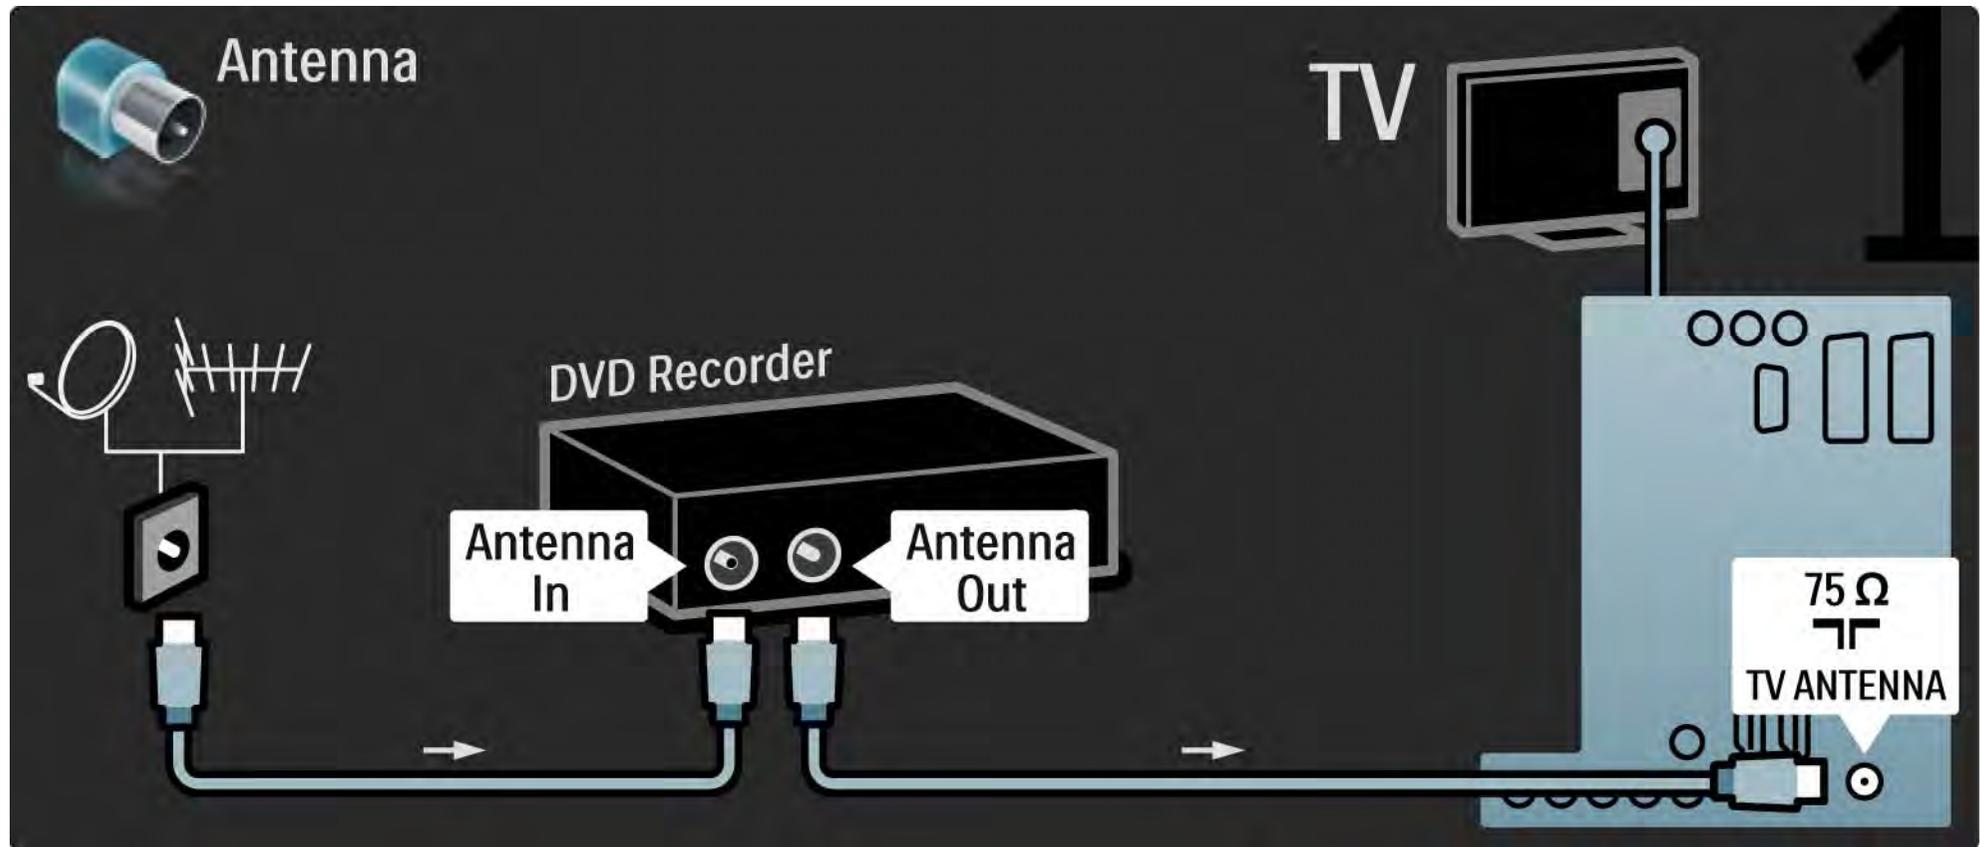 Antenna
TV
1
DVD Recorder
Antenna
In
Antenna
Out
75 Ω
TV ANTENNA